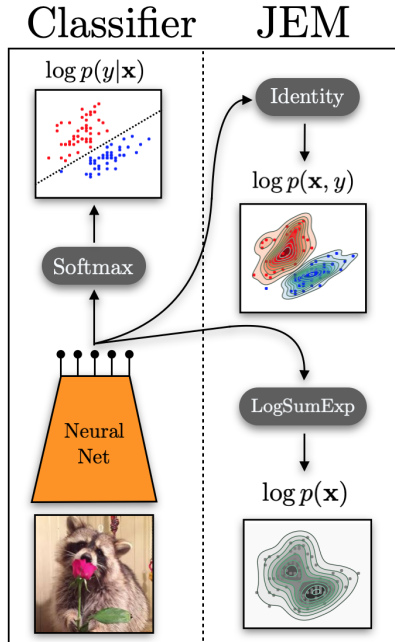 Classifier
log p(y|x)
Softmax
Neural
Net
JEM
Identity
log p(x, y)
LogSumExp
log p(x)